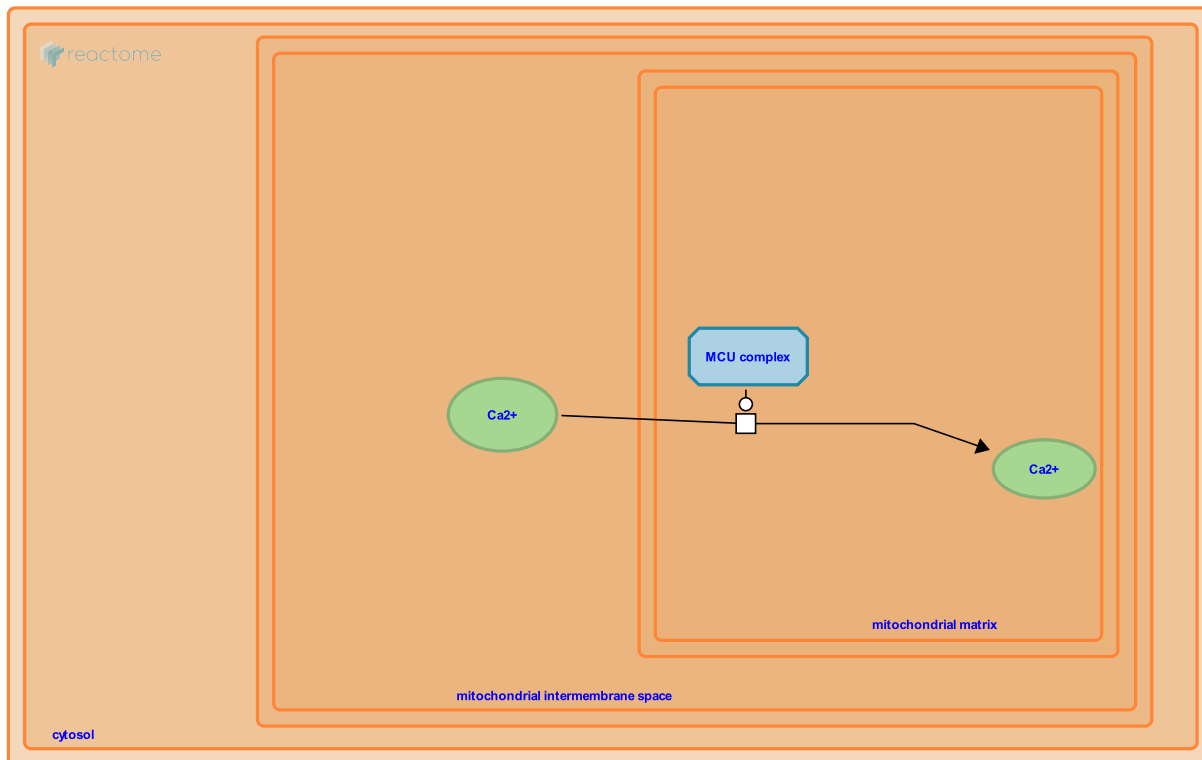 reactome
MCU complex
Ca2+
Ca2+
mitochondrial matrix
mitochondrial intermembrane space
cytosol